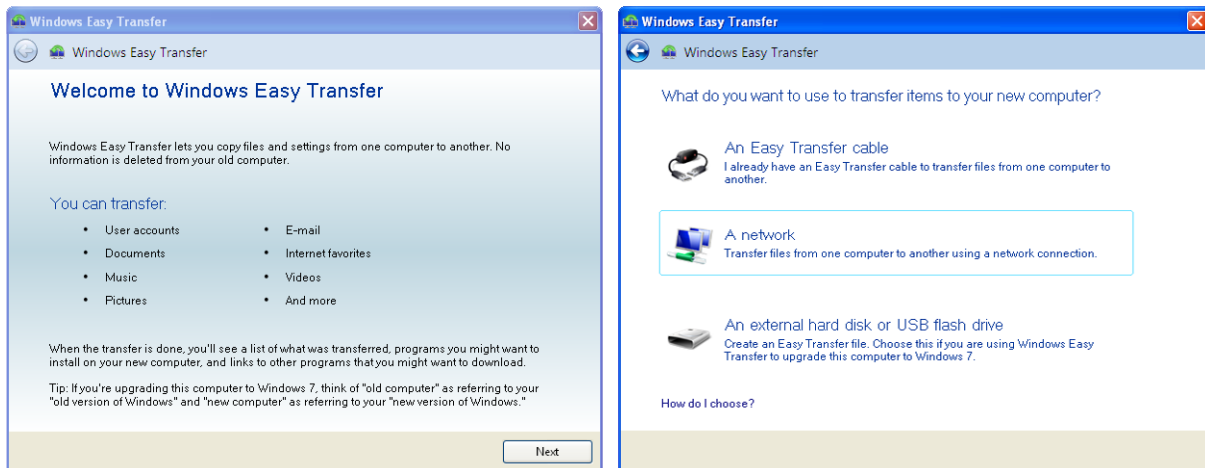 Windows Easy Transfer
Windows Easy Transfer
Welcome to Windows Easy Transfer
Windows Easy Transfer lets you copy files and settings from one computer to another. No
information is deleted from your old computer.
You can transfer:
• User accounts
• Documents
• Music
• Pictures
• E-mail
• Internet favorites
• Videos
• And more
When the transfer is done, you'll see a list of what was transferred, programs you might want to
install on your new computer, and links to other programs that you might want to download.
Tip: If you're upgrading this computer to Windows 7, think of "old computer" as referring to your
"old version of Windows" and "new computer" as referring to your "new version of Windows."
Next
Windows Easy Transfer
Windows Easy Transfer
What do you want to use to transfer items to your new computer?
An Easy Transfer cable
I already have an Easy Transfer cable to transfer files from one computer to
another.
A network
Transfer files from one computer to another using a network connection.
An external hard disk or USB flash drive
Create an Easy Transfer file. Choose this if you are using Windows Easy
Transfer to upgrade this computer to Windows 7.
How do I choose?